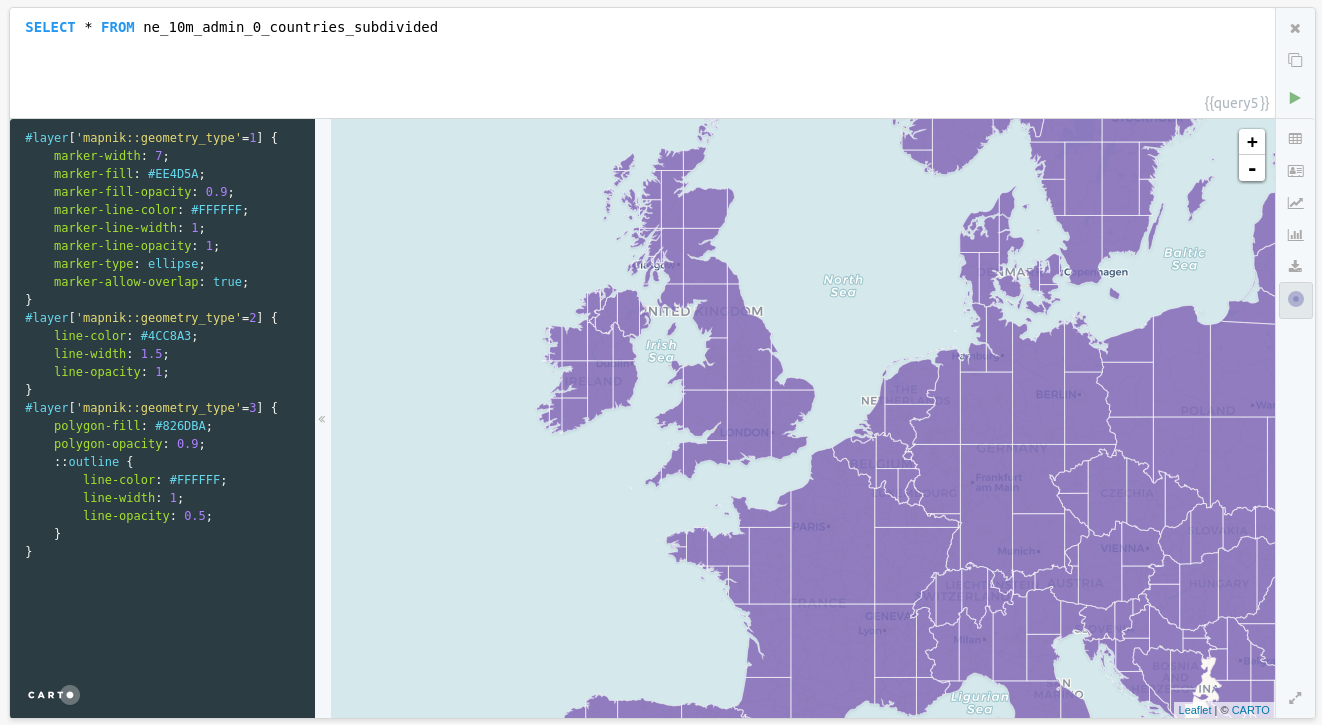 SELECT * FROM ne_10m_admin_0_countries_subdivided
{{query5}}
#layer['mapnik::geometry_type'=1] {
    marker-width: 7;
    marker-fill: #EE4D5A;
    marker-fill-opacity: 0.9;
    marker-line-color: #FFFFFF;
    marker-line-width: 1;
    marker-line-opacity: 1;
    marker-type: ellipse;
    marker-allow-overlap: true;
}
#layer['mapnik::geometry_type'=2] {
    line-color: #4CC8A3;
    line-width: 1.5;
    line-opacity: 1;
}
#layer['mapnik::geometry_type'=3] {
    polygon-fill: #826DBA;
    polygon-opacity: 0.9;
    ::outline {
        line-color: #FFFFFF;
        line-width: 1;
        line-opacity: 0.5;
    }
}
CARTO
«
+
-
Baltic
Sea
DENMARK
Copenhagen
North
Sea
Glasgow
NITED KINGDOM
Irish
Sea
Dublin
IRELAND
Hamburg
THE
NETHERLANDS
BERLIN
POLAND
LONDON
GERMANY
BELGIUM
Frankfurt
am Main
CZECHIA
PARIS
SLOVAKIA
Munich
VIENNA
LIECHTENSTEIN
AUSTRIA
HUNGARY
SWITZERLAND
FRANCE
GENEVA
Lyon
Milan
BOSNIA
AND
HERZEGOVINA
Ligurian
Sea
Leaflet | © CARTO